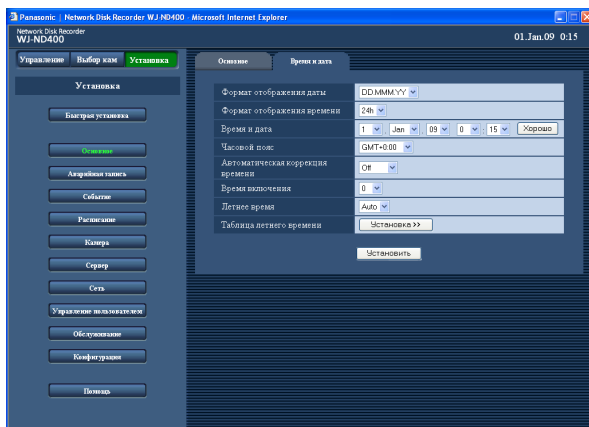 Panasonic | Network Disk Recorder WJ-ND400 - Microsoft Internet Explorer
Network Disk Recorder
WJ-ND400
01.Jan.09 0:15
Управление Выбор кам Установка
Основное Время и дата
Установка
Быстрая установка
Основное
Аварийная запись
Событие
Расписание
Камера
Сервер
Сеть
Управление пользователем
Обслуживание
Конфигурация
Помощь
Формат отображения даты DD.MMM.YY
Формат отображения времени 24h
Время и дата 1 . Jan . 09 0 : 15 Хорошо
Часовой пояс GMT+0:00
Автоматическая коррекция
времени Off
Время включения 0
Летнее время Auto
Таблица летнего времени Установка >>
Установить